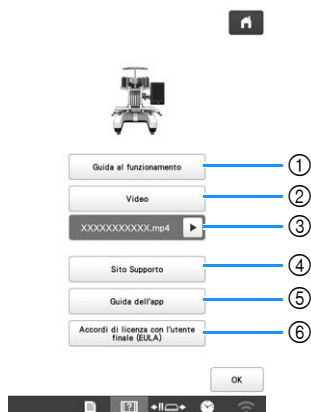 Guida al funzionamento ①
Video ②
XXXXXXXXXXX.mp4 ③
Sito Supporto ④
Guida dell'app ⑤
Accordi di licenza con l'utente
finale (EULA) ⑥
OK